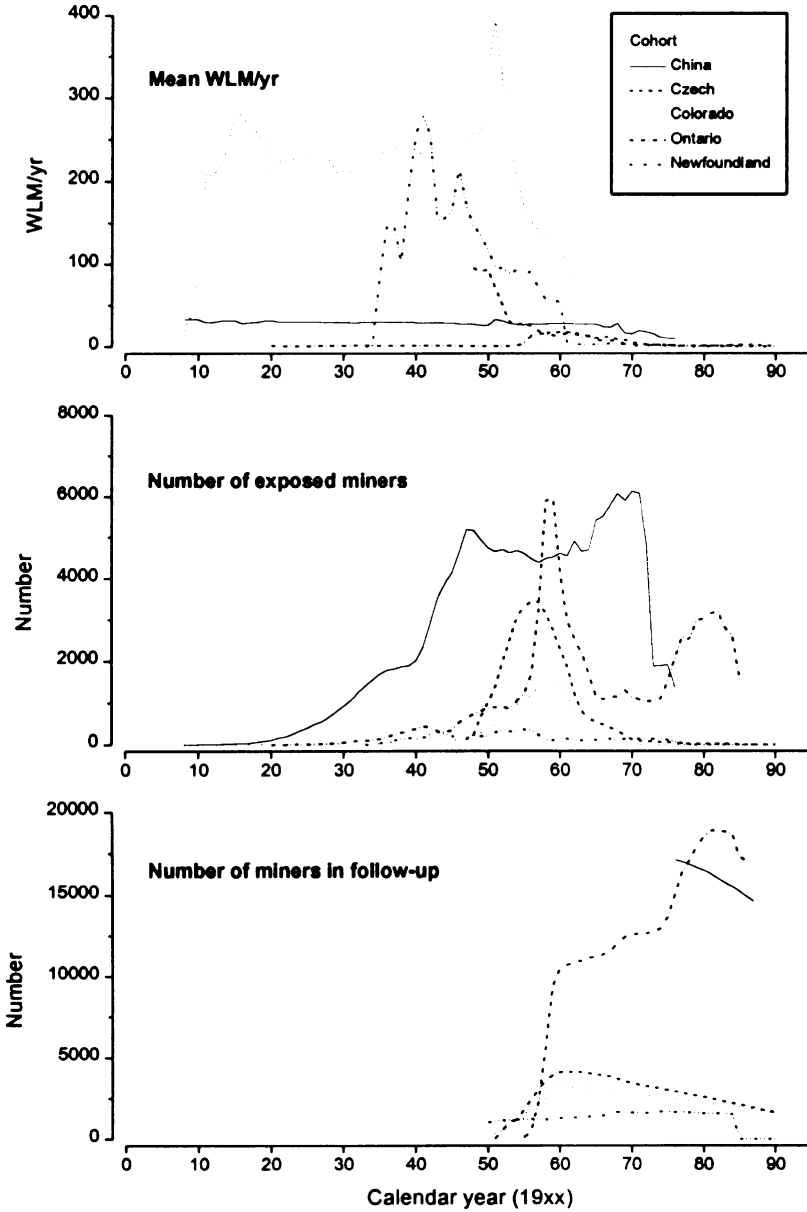 400
300
200
100
0
WLM/yr
Mean WLM/yr
Cohort
China
Czech
Colorado
Ontario
Newfoundland
0 10 20 30 40 50 60 70 80 90
8000
6000
4000
2000
0
Number
Number of exposed miners
0 10 20 30 40 50 60 70 80 90
20000
15000
10000
5000
0
Number
Number of miners in follow-up
0 10 20 30 40 50 60 70 80 90
Calendar year (19xx)